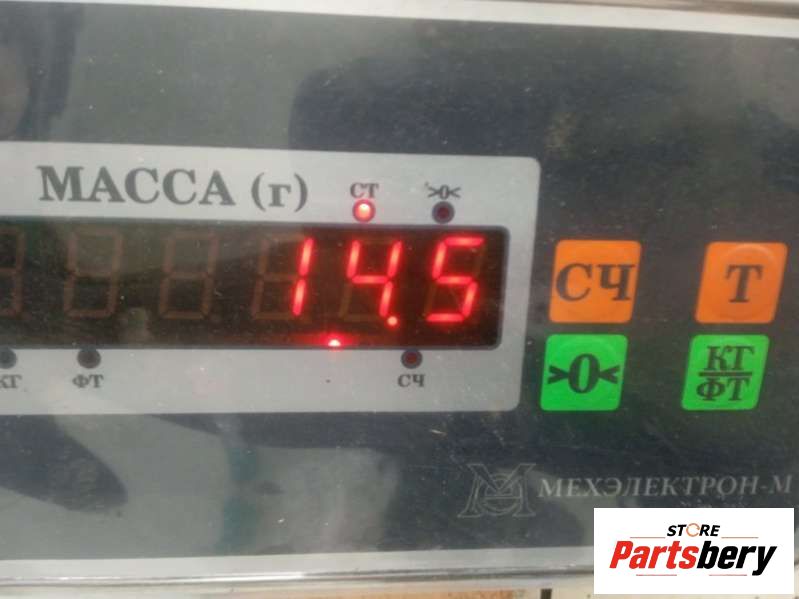 МАССА (г)
СТ
>0<
14.5
КГ
ФТ
СЧ
СЧ
Т
>0<
КГ
ФТ
МЕХЭЛЕКТРОН-М
STORE
Partsbery